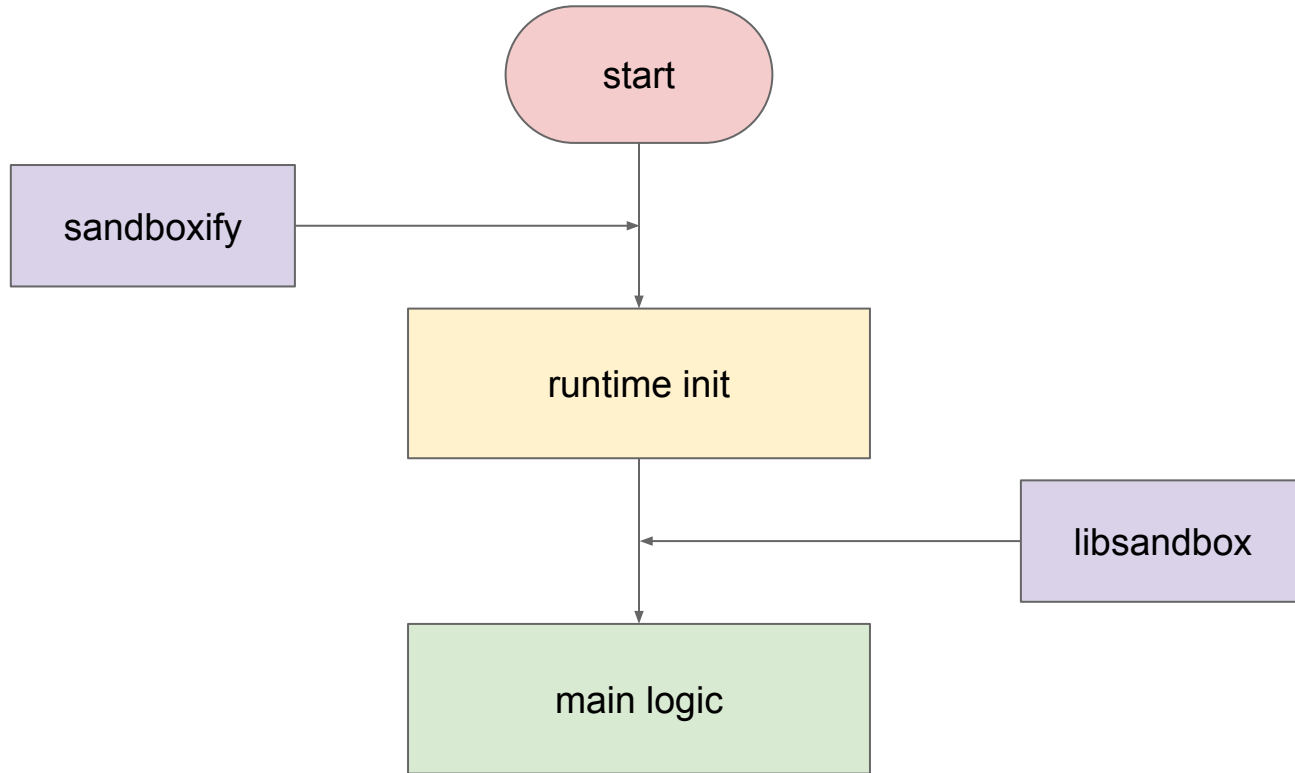 start
sandboxify
runtime init
libsandbox
main logic